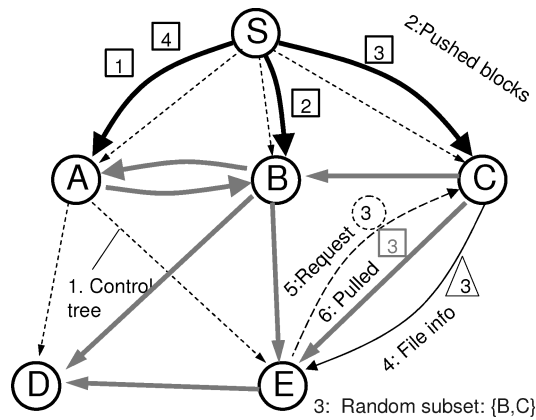 S
4
1
3
2:Pushed blocks
2
A
B
C
3
5:Request
3
6: Pulled
3
1. Control
tree
4: File info
D
E
3: Random subset: {B,C}